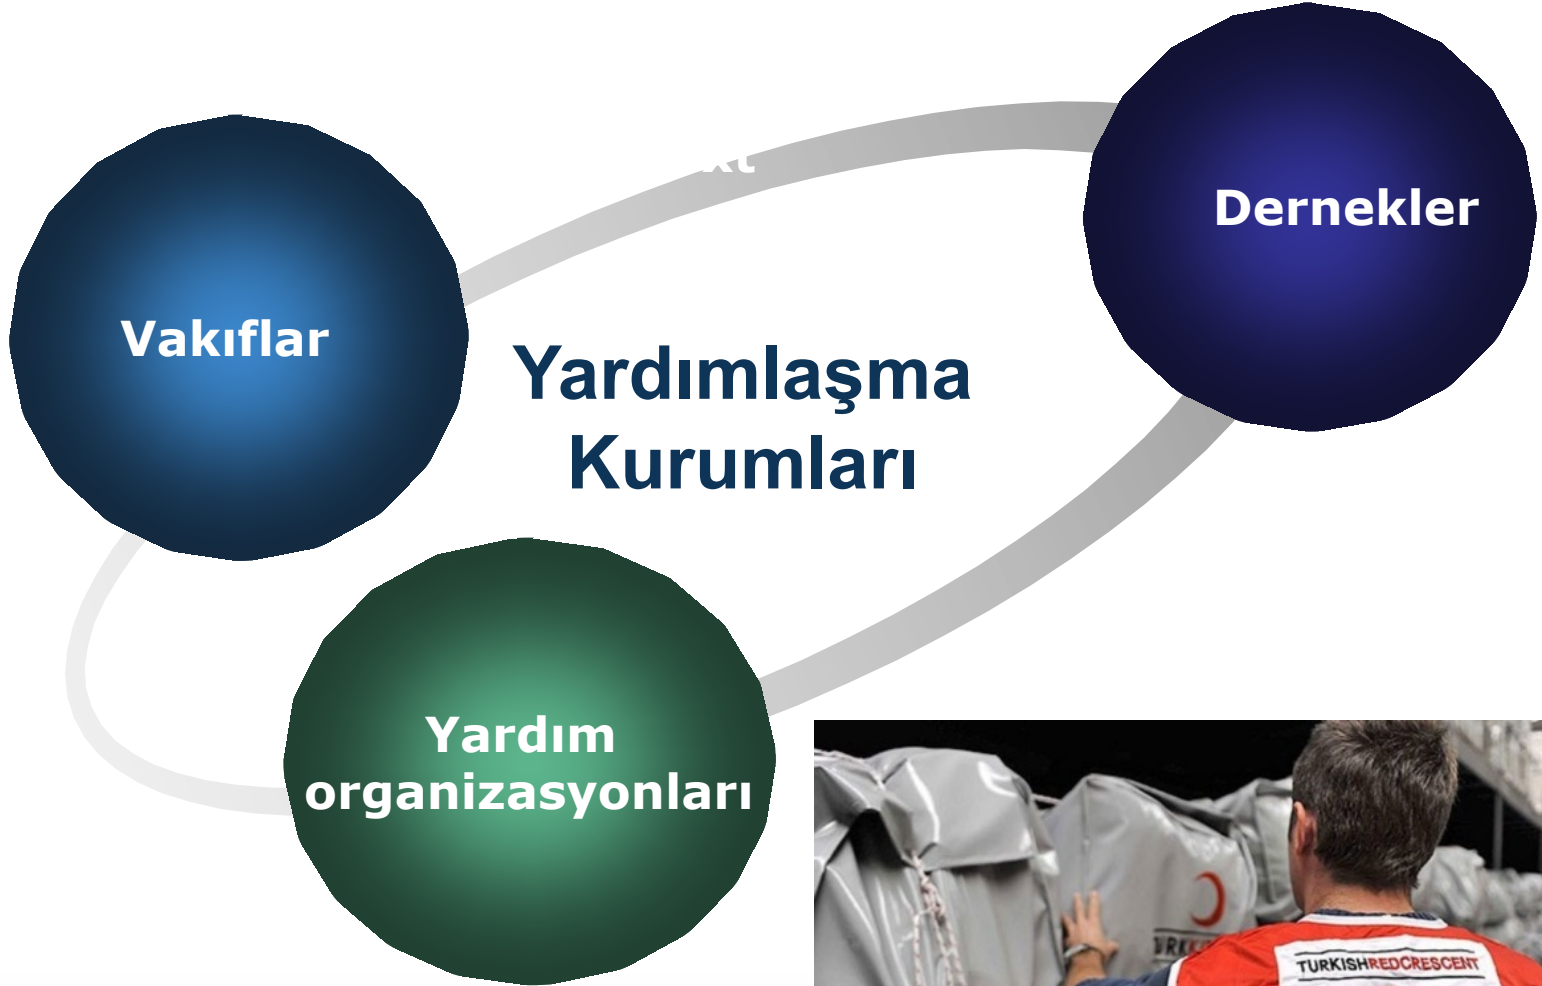 Vakıflar
Dernekler
Yardımlaşma
Kurumları
Yardım
organizasyonları
TURKISHREDCRESCENT